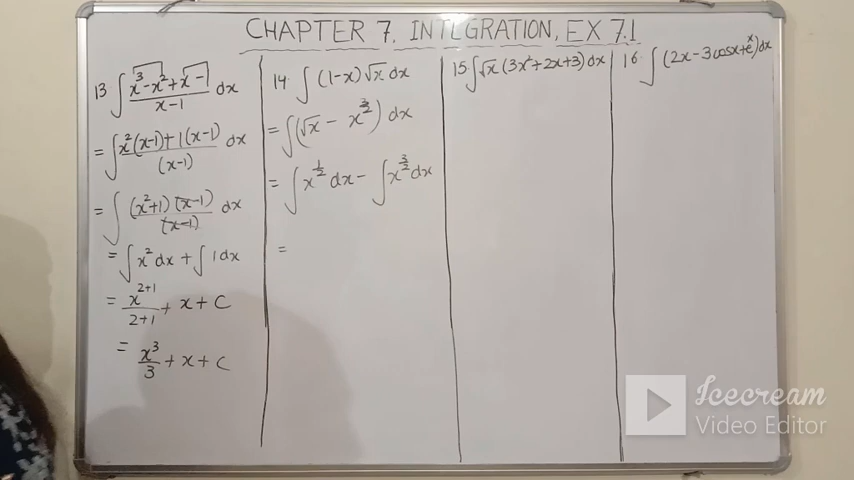 CHAPTER 7. INTEGRATION, EX 7.1
13 ∫ (x³-x²+x-1)/(x-1) dx
= ∫ (x²(x-1)+1(x-1))/(x-1) dx
= ∫ ((x²+1)(x-1))/(x-1) dx
= ∫ x² dx + ∫ 1 dx
= x^(2+1)/(2+1) + x + C
= x³/3 + x + C
14. ∫ (1-x) √x dx
= ∫ (√x - x^(3/2)) dx
= ∫ x^(1/2) dx - ∫ x^(3/2) dx
=
15 ∫ √x (3x²+2x+3) dx
16 ∫ (2x-3cosx+e^x) dx
Icecream
Video Editor